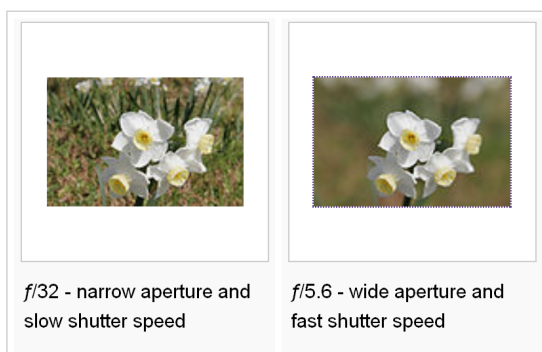 ƒ/32 - narrow aperture and
slow shutter speed
ƒ/5.6 - wide aperture and
fast shutter speed